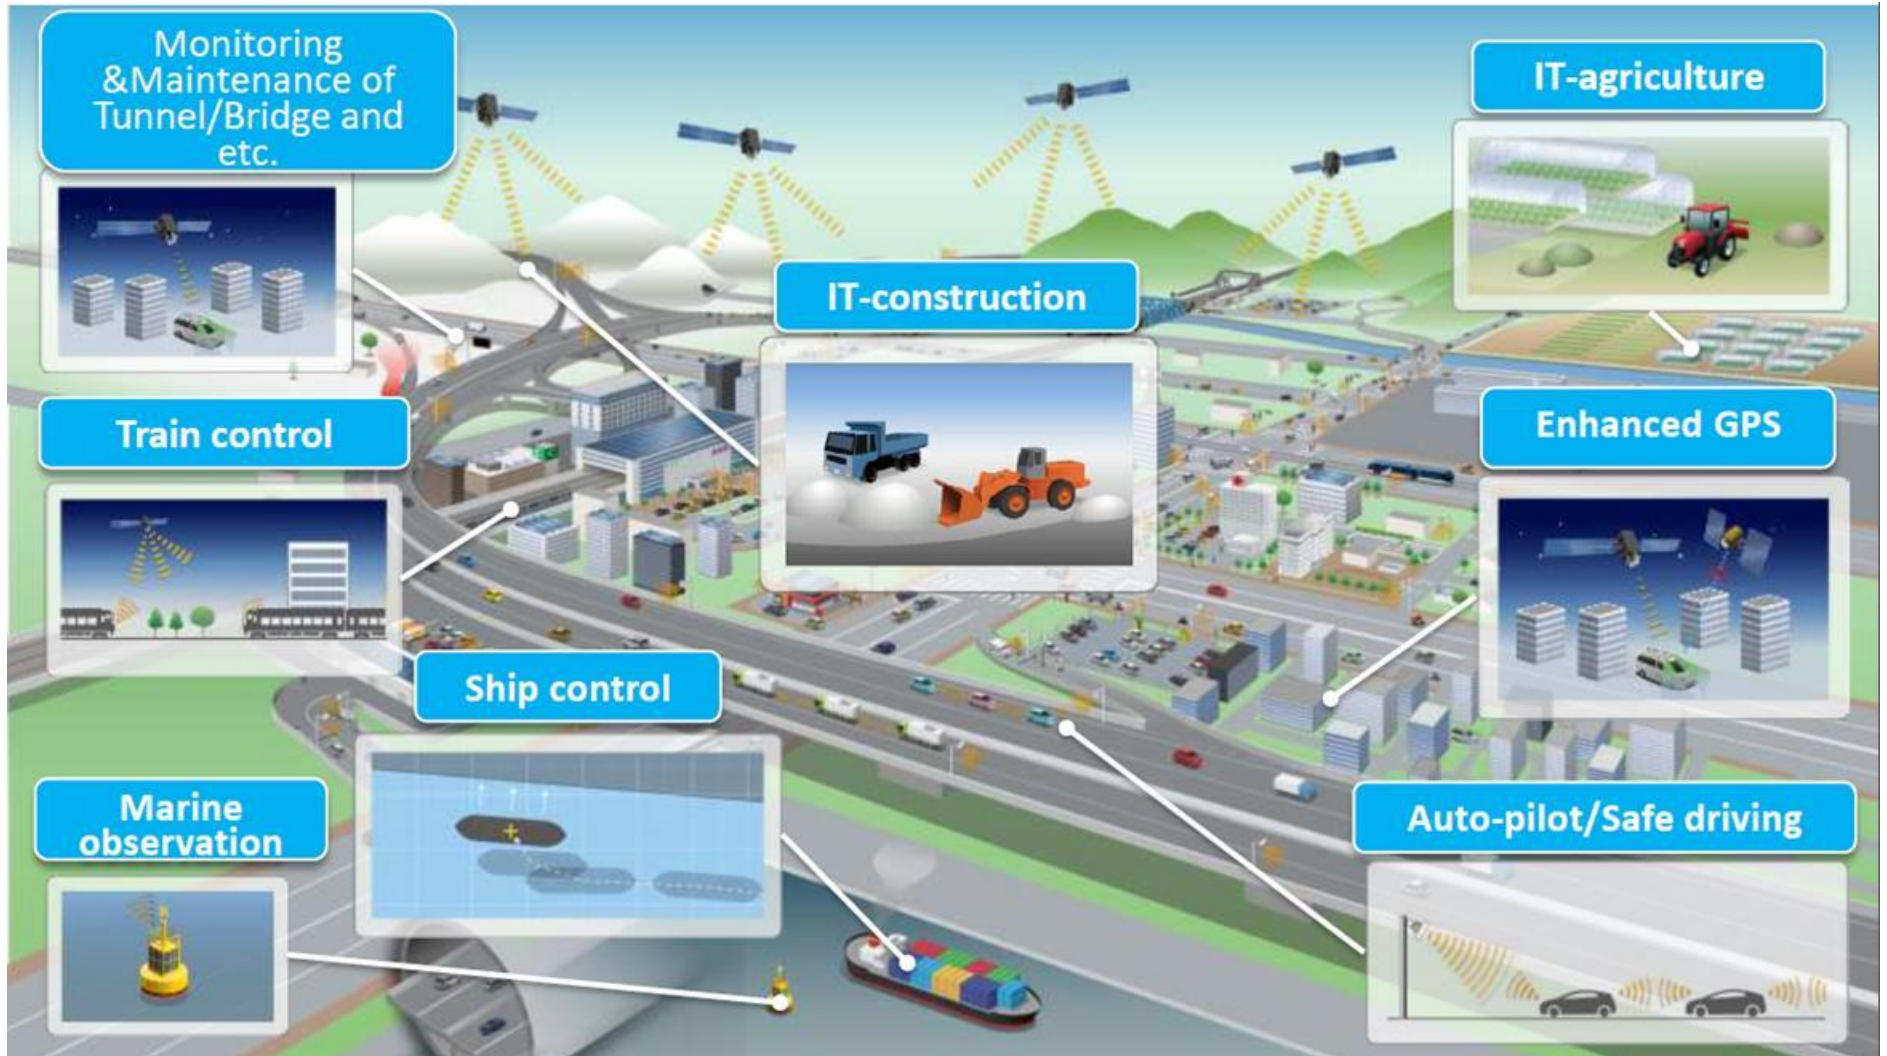 Monitoring
&Maintenance of
Tunnel/Bridge and
etc.
IT-agriculture
IT-construction
Train control
Enhanced GPS
Ship control
Marine
observation
Auto-pilot/Safe driving